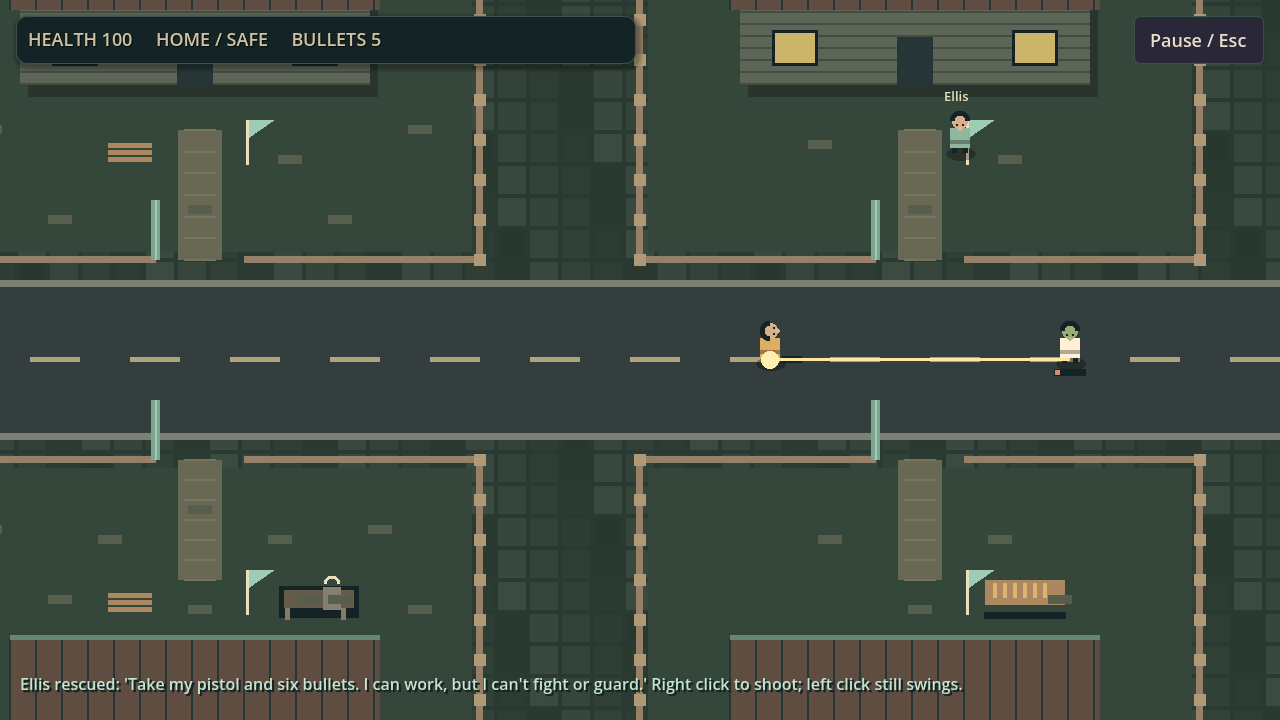 HEALTH 100 HOME / SAFE BULLETS 5
Pause / Esc
Ellis
Ellis rescued: 'Take my pistol and six bullets. I can work, but I can't fight or guard.' Right click to shoot; left click still swings.